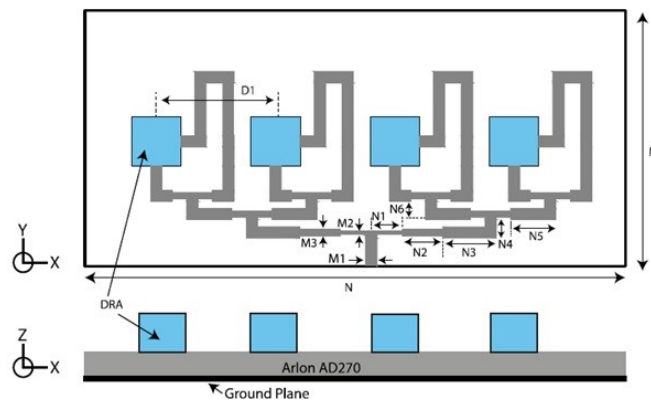 D1
N6
N1
M2
M3
N4
N5
N2
N3
M1
Y
X
N
DRA
Z
X
Arlon AD270
Ground Plane